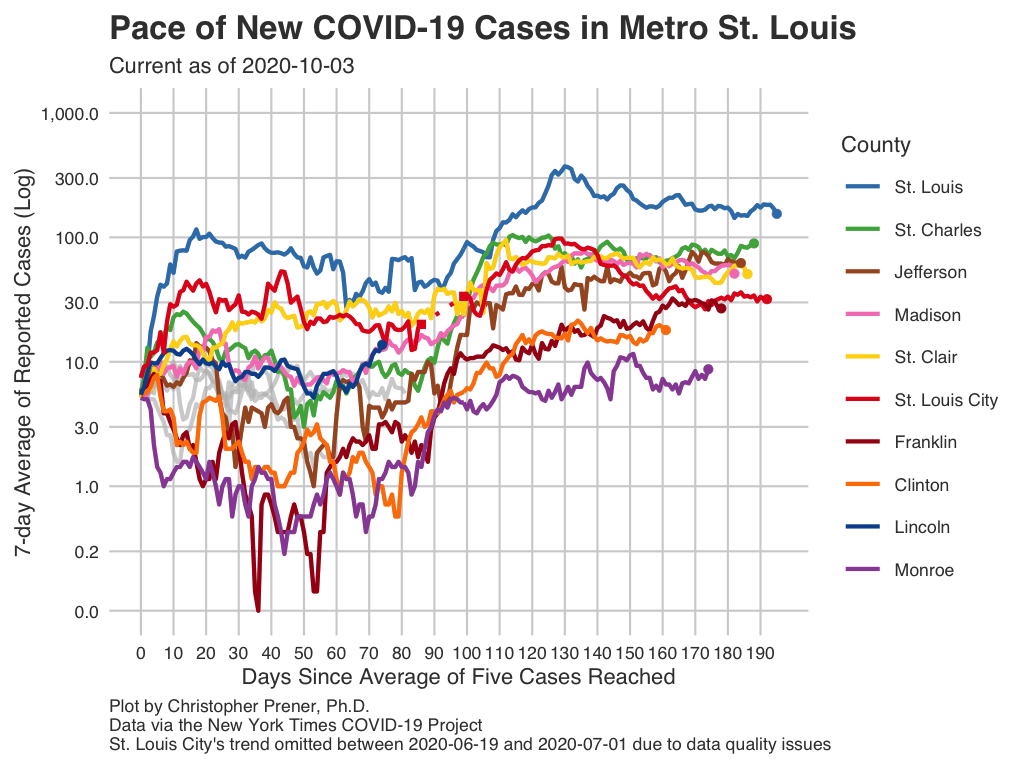 Pace of New COVID-19 Cases in Metro St. Louis
Current as of 2020-10-03
1,000.0
300.0
100.0
30.0
10.0
3.0
1.0
0.2
0.0
7-day Average of Reported Cases (Log)
0 10 20 30 40 50 60 70 80 90 100 110 120 130 140 150 160 170 180 190
Days Since Average of Five Cases Reached
County
St. Louis
St. Charles
Jefferson
Madison
St. Clair
St. Louis City
Franklin
Clinton
Lincoln
Monroe
Plot by Christopher Prener, Ph.D.
Data via the New York Times COVID-19 Project
St. Louis City's trend omitted between 2020-06-19 and 2020-07-01 due to data quality issues